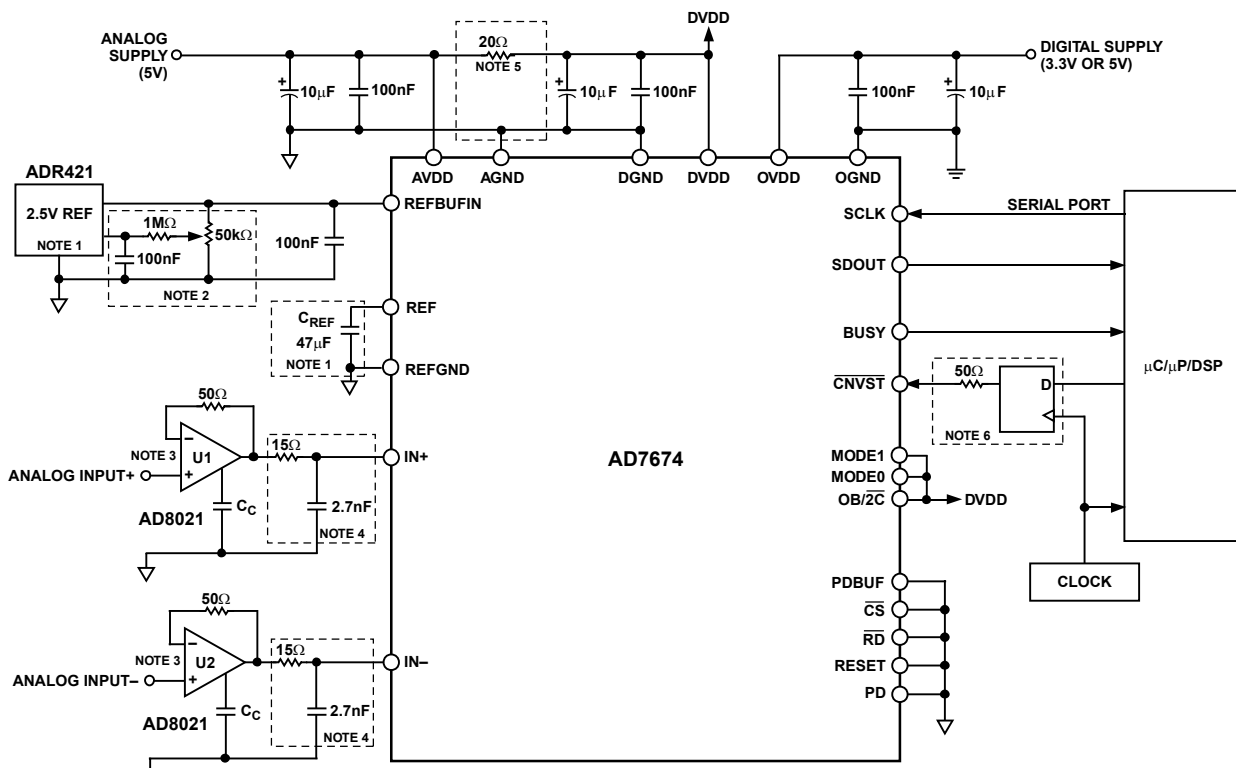 ANALOG
SUPPLY
(5V)
20Ω
NOTE 5
DVDD
DIGITAL SUPPLY
(3.3V OR 5V)
+
10μF
100nF
+
10μF
100nF
100nF
+
10μF
AVDD
AGND
DGND
DVDD
OVDD
OGND
ADR421
2.5V REF
NOTE 1
1MΩ
50kΩ
100nF
NOTE 2
100nF
REFBUFIN
REF
CREF
47μF
NOTE 1
REFGND
50Ω
NOTE 3
−
+
U1
ANALOG INPUT+
AD8021
CC
15Ω
2.7nF
NOTE 4
IN+
50Ω
NOTE 3
−
+
U2
ANALOG INPUT−
AD8021
CC
15Ω
2.7nF
NOTE 4
IN−
AD7674
SCLK
SERIAL PORT
SDOUT
BUSY
CNVST
50Ω
D
NOTE 6
μC/μP/DSP
MODE1
MODE0
OB/2C
DVDD
CLOCK
PDBUF
CS
RD
RESET
PD